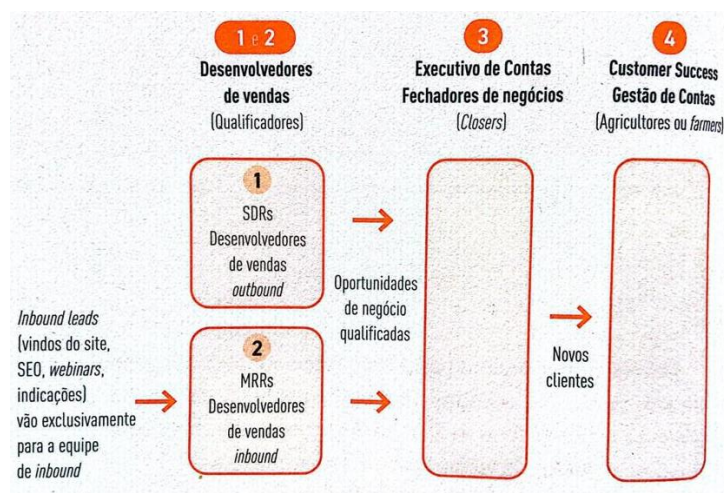 1 e 2
Desenvolvedores
de vendas
(Qualificadores)
3
Executivo de Contas
Fechadores de negócios
(Closers)
4
Customer Success
Gestão de Contas
(Agricultores ou farmers)
1
SDRs
Desenvolvedores
de vendas
outbound
Oportunidades
de negócio
qualificadas
Inbound leads
(vindos do site,
SEO, webinars,
indicações)
vão exclusivamente
para a equipe
de inbound
2
MRRs
Desenvolvedores
de vendas
inbound
Novos
clientes